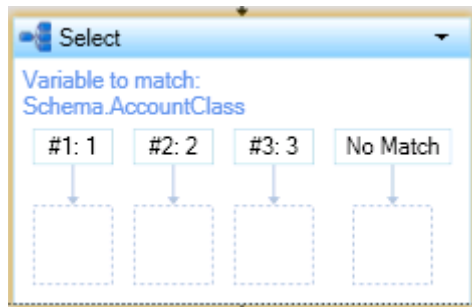 Select
Variable to match:
Schema.AccountClass
#1: 1 #2: 2 #3: 3 No Match